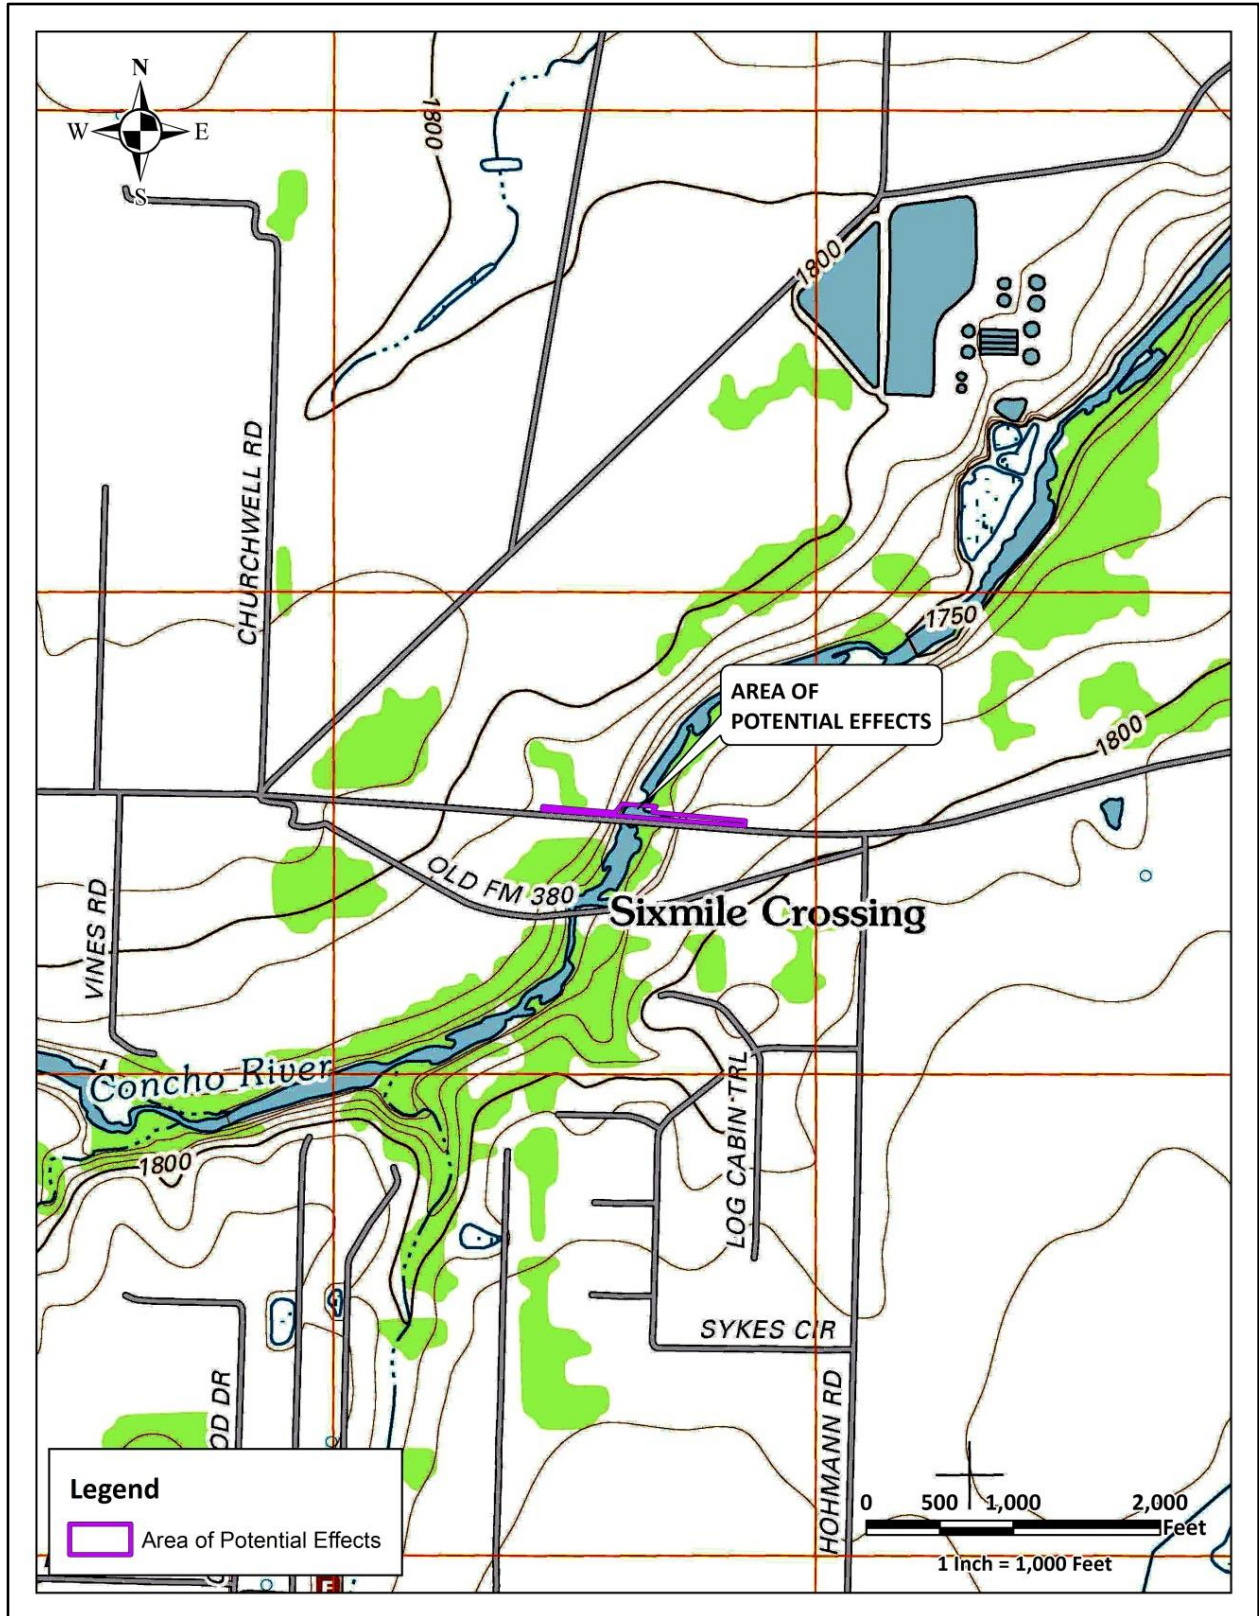 N
W E
S
1800
1800
CHURCHWELL RD
1750
AREA OF
POTENTIAL EFFECTS
1800
OLD FM 380
Sixmile Crossing
VINES RD
Concho River
LOG CABIN TRL
1800
SYKES CIR
OD DR
HOHMANN RD
Legend
Area of Potential Effects
0 500 1,000 2,000
Feet
1 Inch = 1,000 Feet
F